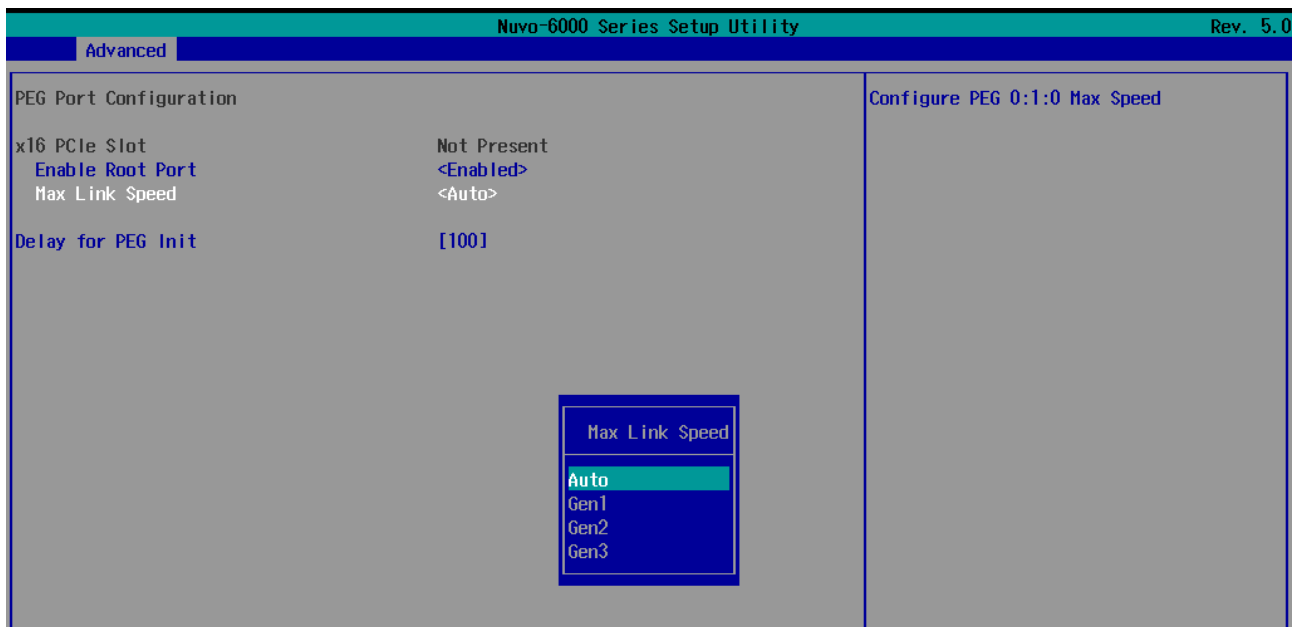 Nuvo-6000 Series Setup Utility Rev. 5.0
Advanced
PEG Port Configuration
Configure PEG 0:1:0 Max Speed
x16 PCIe Slot Not Present
Enable Root Port <Enabled>
Max Link Speed <Auto>
Delay for PEG Init [100]
Max Link Speed
Auto
Gen1
Gen2
Gen3